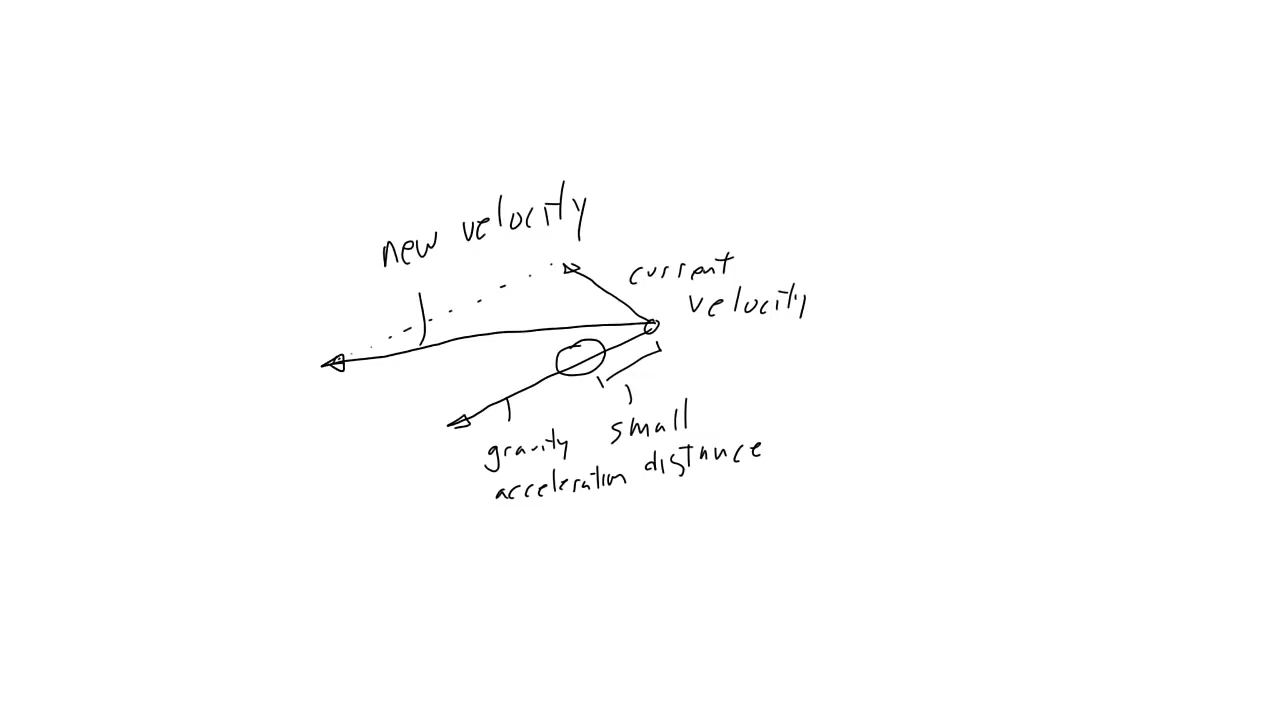 new velocity
current
velocity
gravity
acceleration
small
distance